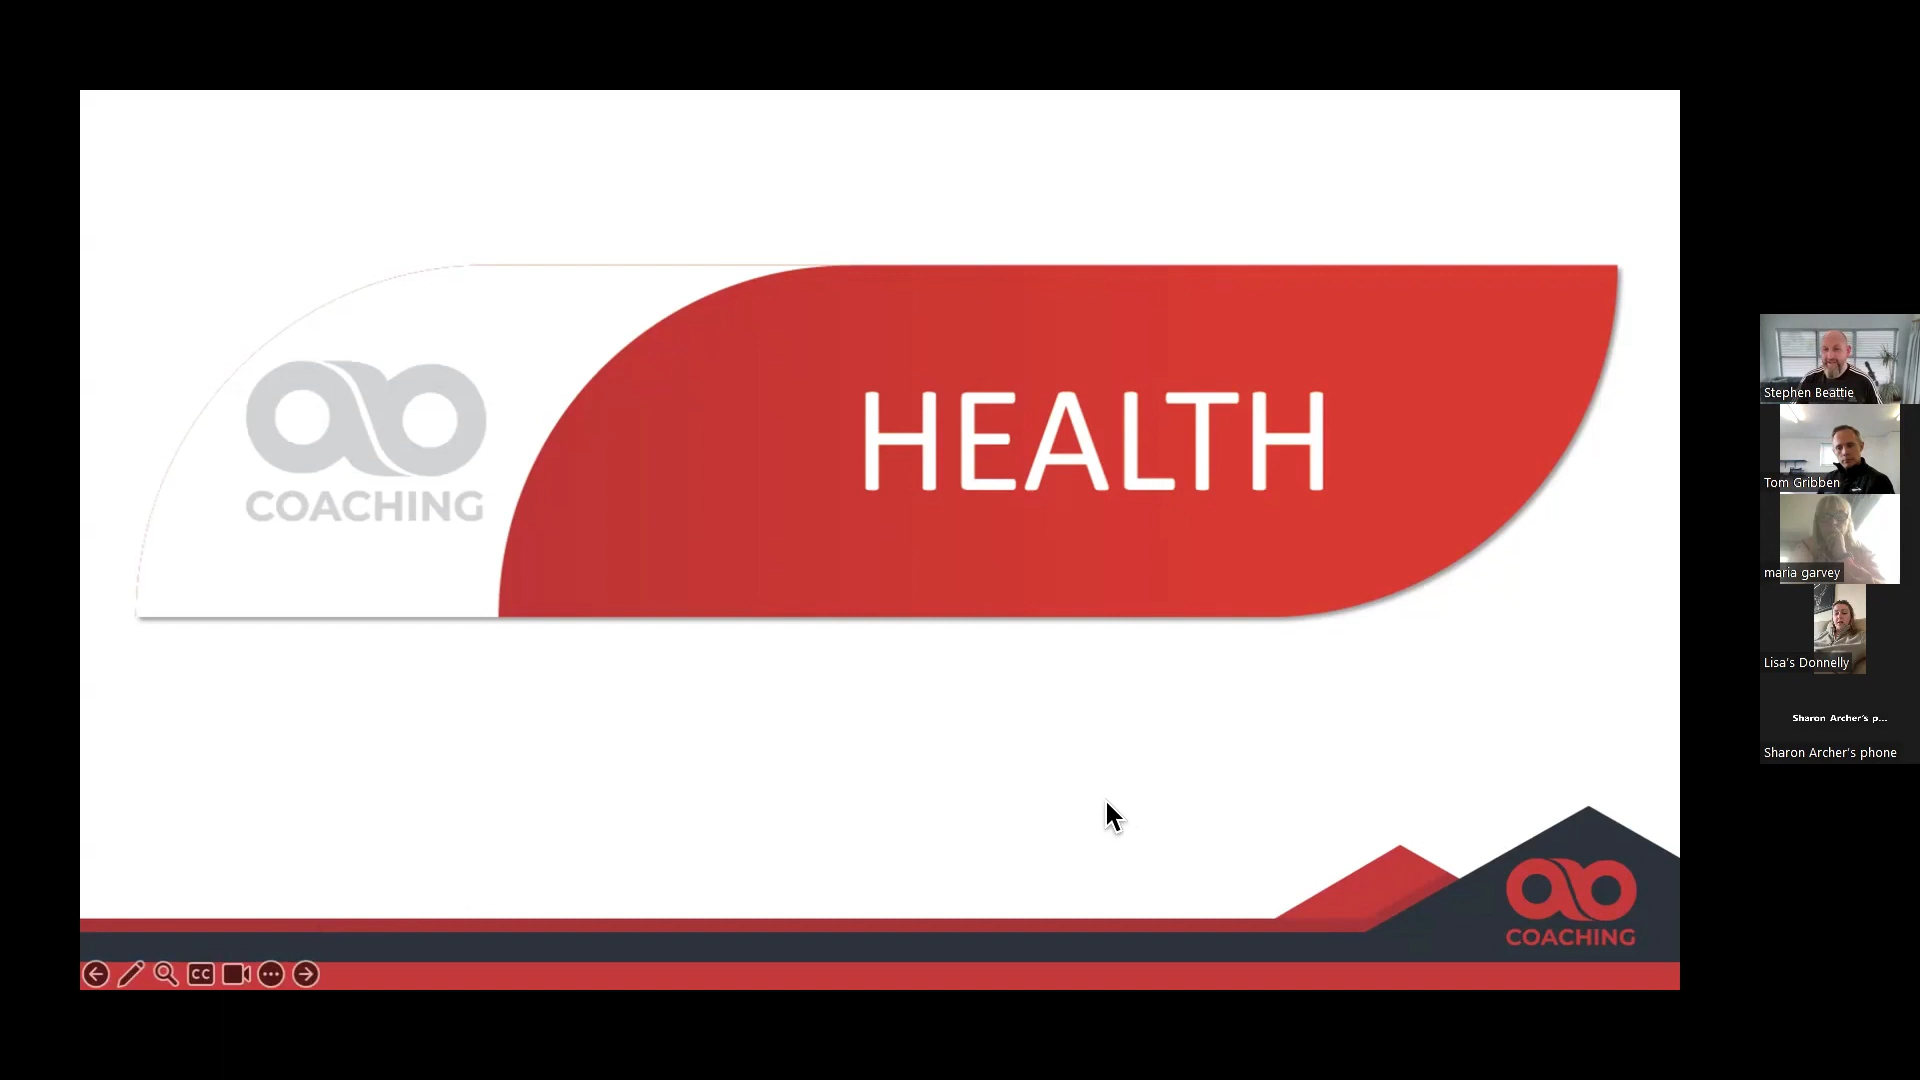 COACHING
HEALTH
COACHING
CC
Stephen Beattie
Tom Gribben
maria garvey
Lisa's Donnelly
Sharon Archer's p...
Sharon Archer's phone